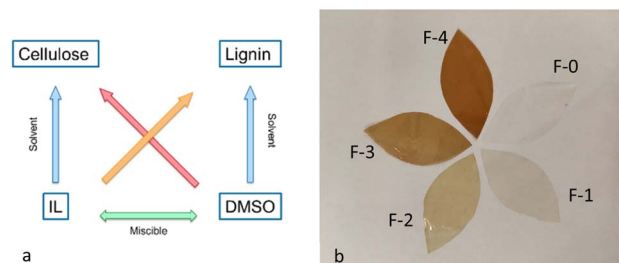 Cellulose
Lignin
Solvent
Solvent
IL
DMSO
Miscible
a
F-4
F-0
F-3
F-1
F-2
b